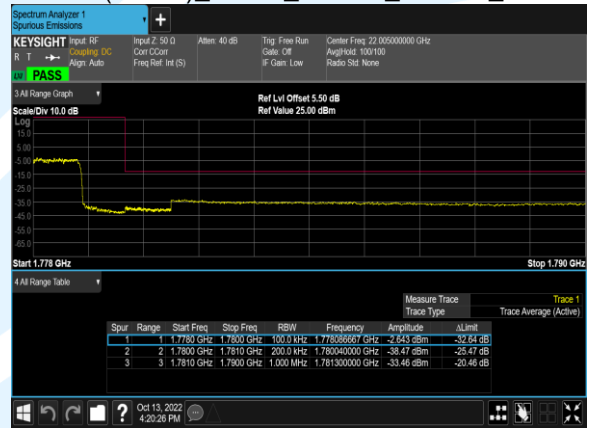 Spectrum Analyzer 1
Spurious Emissions
+
KEYSIGHT Input: RF Input Z: 50 Ω Atten: 40 dB Trig: Free Run Center Freq: 22.005000000 GHz
R T Coupling: DC Corr CCorr Gate: Off Avg|Hold: 100/100
Align: Auto Freq Ref: Int (S) IF Gain: Low Radio Std: None
PASS
3 All Range Graph
Ref Lvl Offset 5.50 dB
Scale/Div 10.0 dB Ref Value 25.00 dBm
Log
15.0
5.00
-5.00
-15.0
-25.0
-35.0
-45.0
-55.0
-65.0
Start 1.778 GHz Stop 1.790 GHz
4 All Range Table
Measure Trace Trace 1
Trace Type Trace Average (Active)
Spur Range Start Freq Stop Freq RBW Frequency Amplitude ΔLimit
1 1 1.7780 GHz 1.7800 GHz 100.0 kHz 1.778086667 GHz -2.643 dBm -32.64 dB
2 2 1.7800 GHz 1.7810 GHz 200.0 kHz 1.780040000 GHz -38.47 dBm -25.47 dB
3 3 1.7810 GHz 1.7900 GHz 1.000 MHz 1.781300000 GHz -33.46 dBm -20.46 dB
? Oct 13, 2022
4:20:26 PM